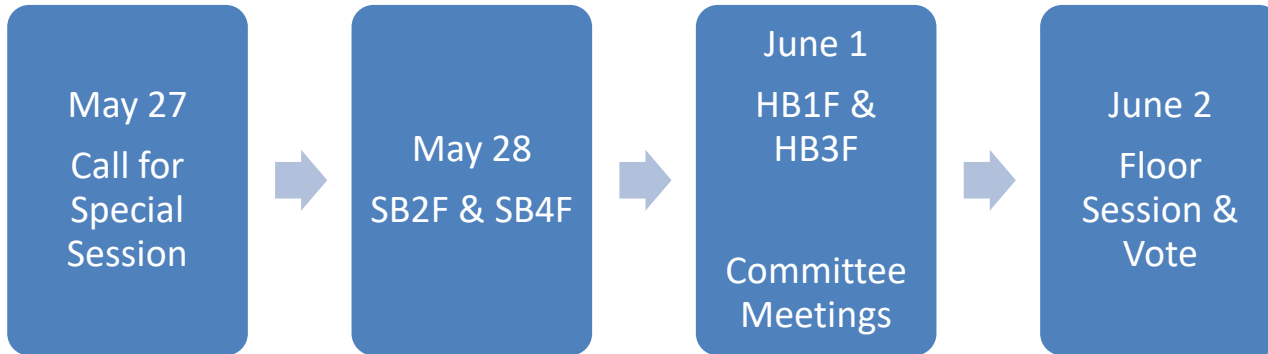 May 27
Call for
Special
Session
May 28
SB2F & SB4F
June 1
HB1F &
HB3F
Committee
Meetings
June 2
Floor
Session &
Vote